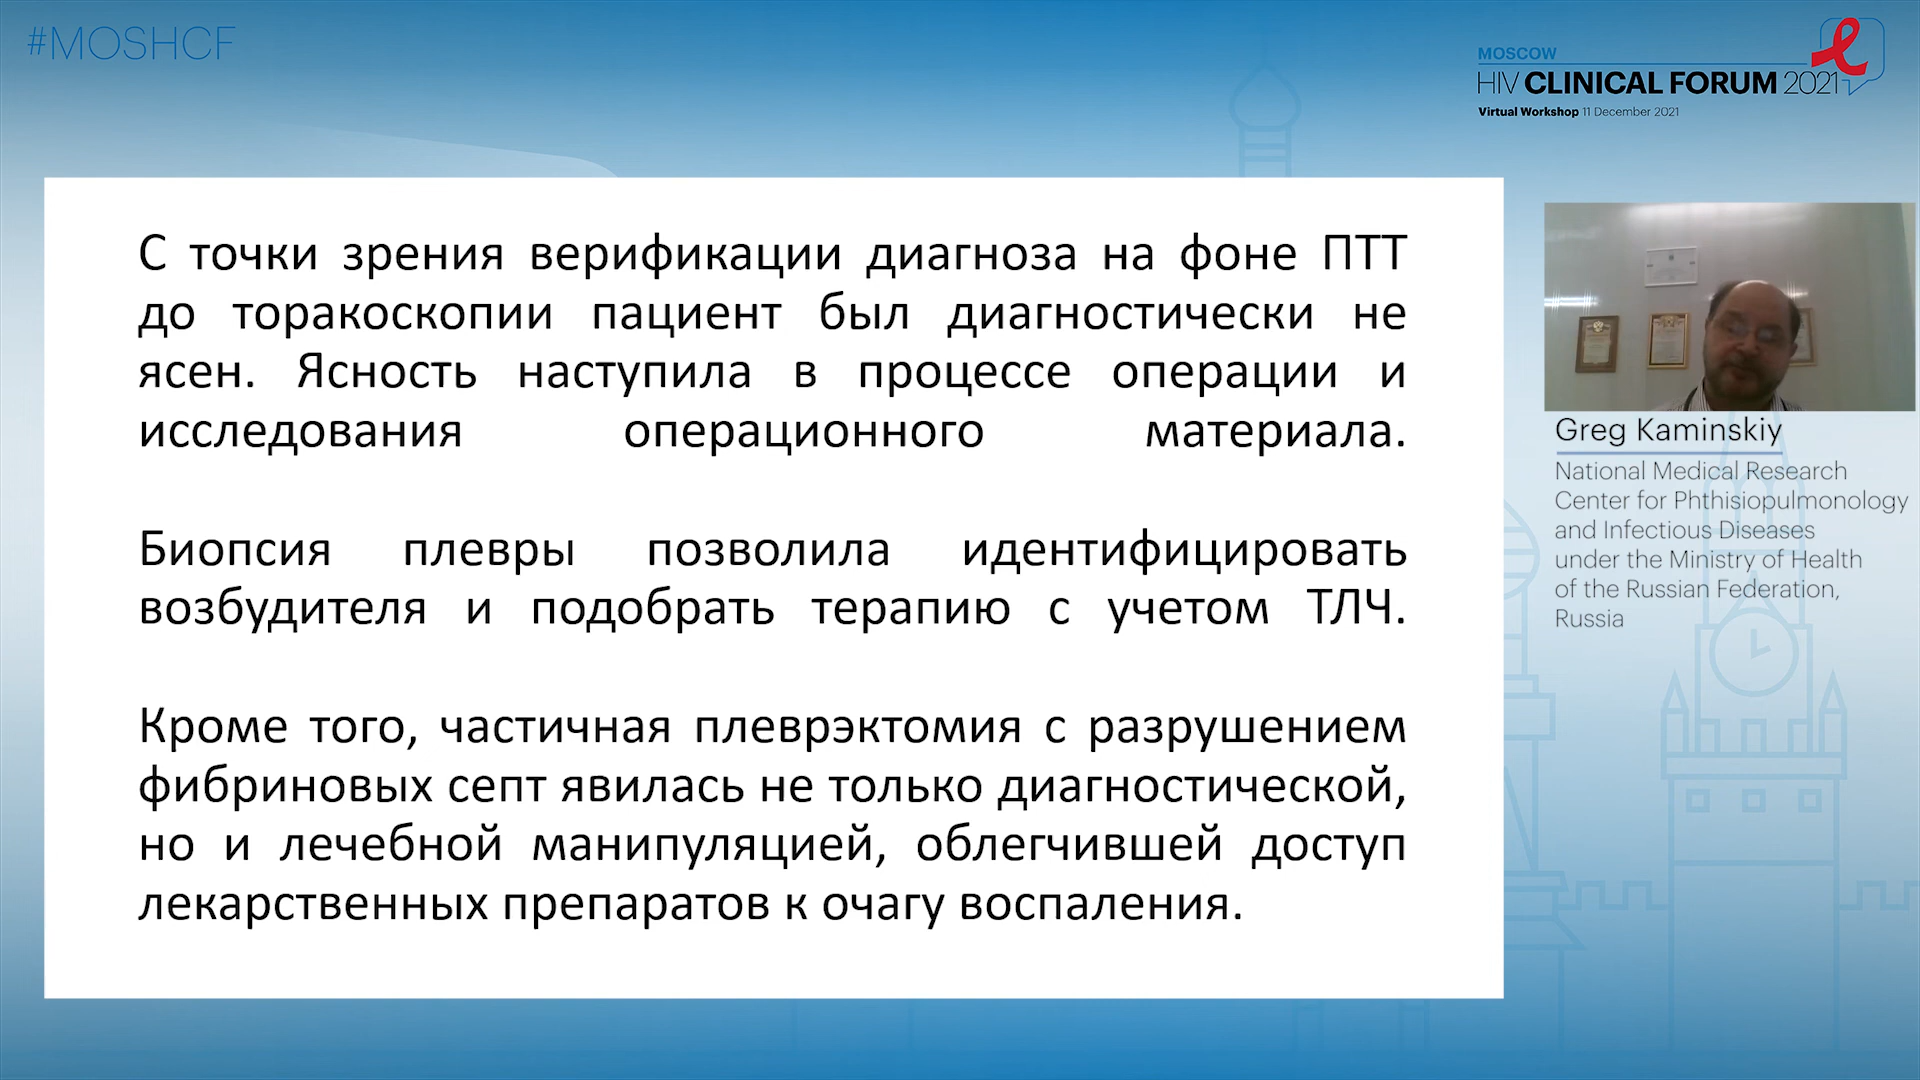 #MOSHCF
MOSCOW
HIV CLINICAL FORUM 2021
Virtual Workshop 11 December 2021
С точки зрения верификации диагноза на фоне ПТТ
до торакоскопии пациент был диагностически не
ясен. Ясность наступила в процессе операции и
исследования операционного материала.
Биопсия плевры позволила идентифицировать
возбудителя и подобрать терапию с учетом ТЛЧ.
Кроме того, частичная плеврэктомия с разрушением
фибриновых септ явилась не только диагностической,
но и лечебной манипуляцией, облегчившей доступ
лекарственных препаратов к очагу воспаления.
Greg Kaminskiy
National Medical Research
Center for Phthisiopulmonology
and Infectious Diseases
under the Ministry of Health
of the Russian Federation,
Russia